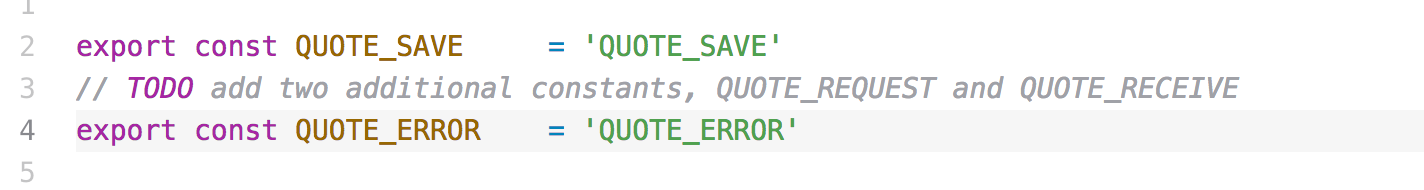 1
2 export const QUOTE_SAVE     = 'QUOTE_SAVE'
3 // TODO add two additional constants, QUOTE_REQUEST and QUOTE_RECEIVE
4 export const QUOTE_ERROR    = 'QUOTE_ERROR'
5